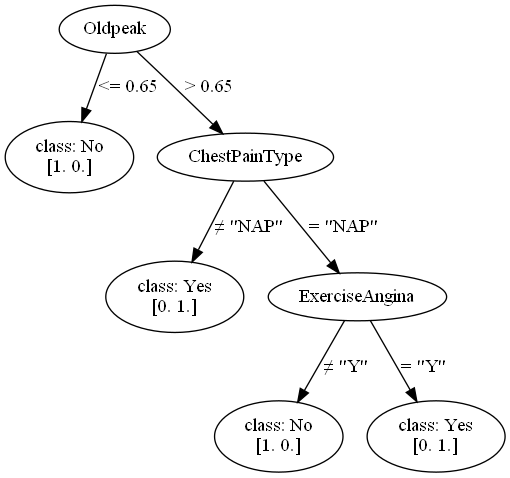 Oldpeak
<= 0.65
> 0.65
class: No
[1. 0.]
ChestPainType
≠ "NAP"
= "NAP"
class: Yes
[0. 1.]
ExerciseAngina
≠ "Y"
= "Y"
class: No
[1. 0.]
class: Yes
[0. 1.]